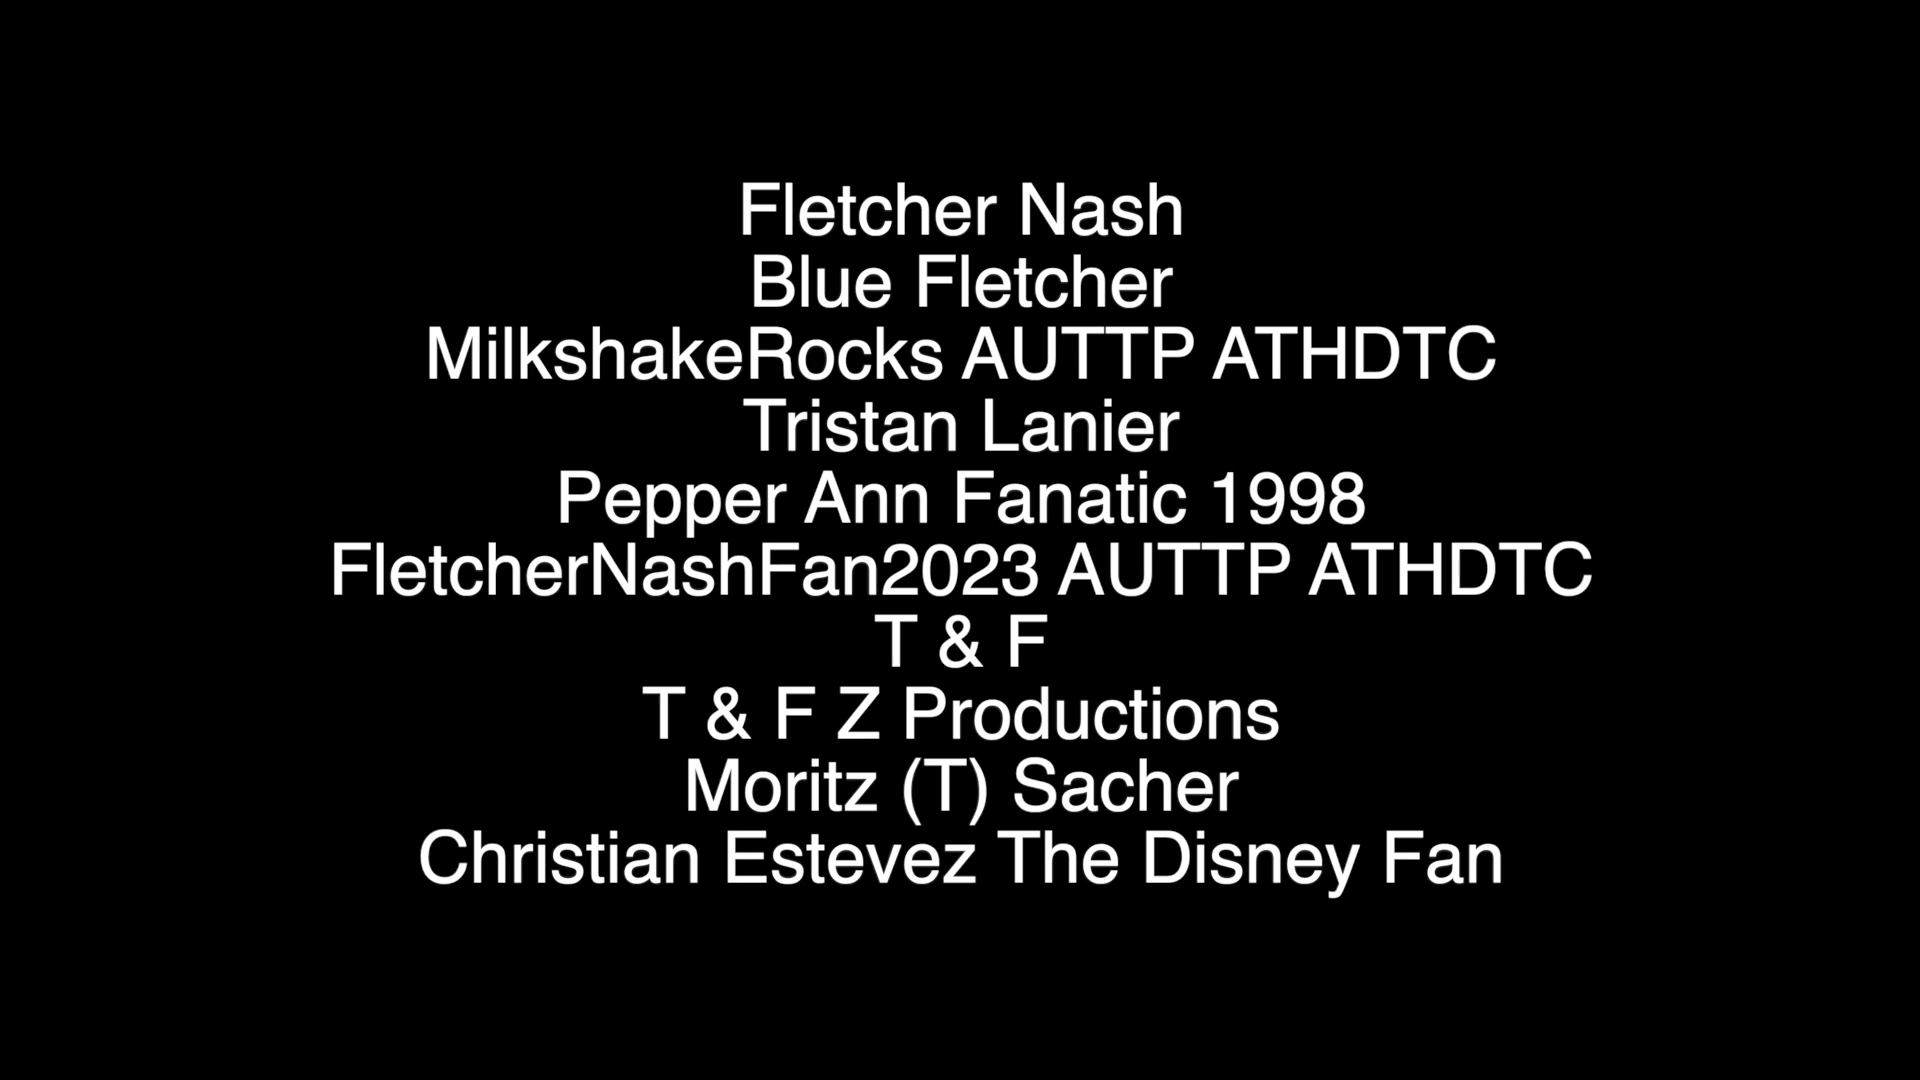 Fletcher Nash
Blue Fletcher
MilkshakeRocks AUTTP ATHDTC
Tristan Lanier
Pepper Ann Fanatic 1998
FletcherNashFan2023 AUTTP ATHDTC
T & F
T & F Z Productions
Moritz (T) Sacher
Christian Estevez The Disney Fan